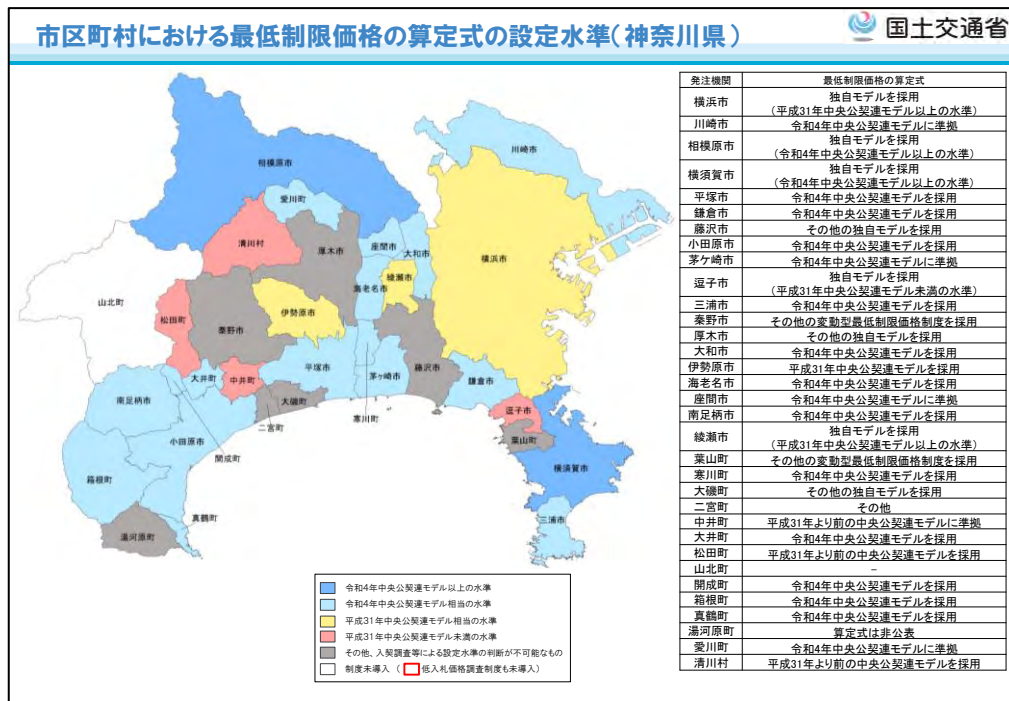 市区町村における最低制限価格の算定式の設定水準(神奈川県)
国土交通省
相模原市
川崎市
愛川町
清川村
厚木市
座間市
大和市
綾瀬市
横浜市
海老名市
山北町
松田町
秦野市
伊勢原市
大井町
中井町
平塚市
茅ヶ崎市
藤沢市
鎌倉市
南足柄市
大磯町
逗子市
小田原市
二宮町
寒川町
葉山町
開成町
横須賀市
箱根町
真鶴町
三浦市
湯河原町
令和4年中央公契連モデル以上の水準
令和4年中央公契連モデル相当の水準
平成31年中央公契連モデル相当の水準
平成31年中央公契連モデル未満の水準
その他、入契調査等による設定水準の判断が不可能なもの
制度未導入 ( 低入札価格調査制度も未導入)
発注機関 最低制限価格の算定式
横浜市 独自モデルを採用
(平成31年中央公契連モデル以上の水準)
川崎市 令和4年中央公契連モデルに準拠
相模原市 独自モデルを採用
(令和4年中央公契連モデル以上の水準)
横須賀市 独自モデルを採用
(令和4年中央公契連モデル以上の水準)
平塚市 令和4年中央公契連モデルを採用
鎌倉市 令和4年中央公契連モデルを採用
藤沢市 その他の独自モデルを採用
小田原市 令和4年中央公契連モデルを採用
茅ケ崎市 令和4年中央公契連モデルに準拠
逗子市 独自モデルを採用
(平成31年中央公契連モデル未満の水準)
三浦市 令和4年中央公契連モデルを採用
秦野市 その他の変動型最低制限価格制度を採用
厚木市 その他の独自モデルを採用
大和市 令和4年中央公契連モデルを採用
伊勢原市 平成31年中央公契連モデルを採用
海老名市 令和4年中央公契連モデルを採用
座間市 令和4年中央公契連モデルに準拠
南足柄市 令和4年中央公契連モデルを採用
綾瀬市 独自モデルを採用
(平成31年中央公契連モデル以上の水準)
葉山町 その他の変動型最低制限価格制度を採用
寒川町 令和4年中央公契連モデルを採用
大磯町 その他の独自モデルを採用
二宮町 その他
中井町 平成31年より前の中央公契連モデルに準拠
大井町 令和4年中央公契連モデルを採用
松田町 平成31年より前の中央公契連モデルを採用
山北町 -
開成町 令和4年中央公契連モデルを採用
箱根町 令和4年中央公契連モデルを採用
真鶴町 令和4年中央公契連モデルを採用
湯河原町 算定式は非公表
愛川町 令和4年中央公契連モデルに準拠
清川村 平成31年より前の中央公契連モデルを採用